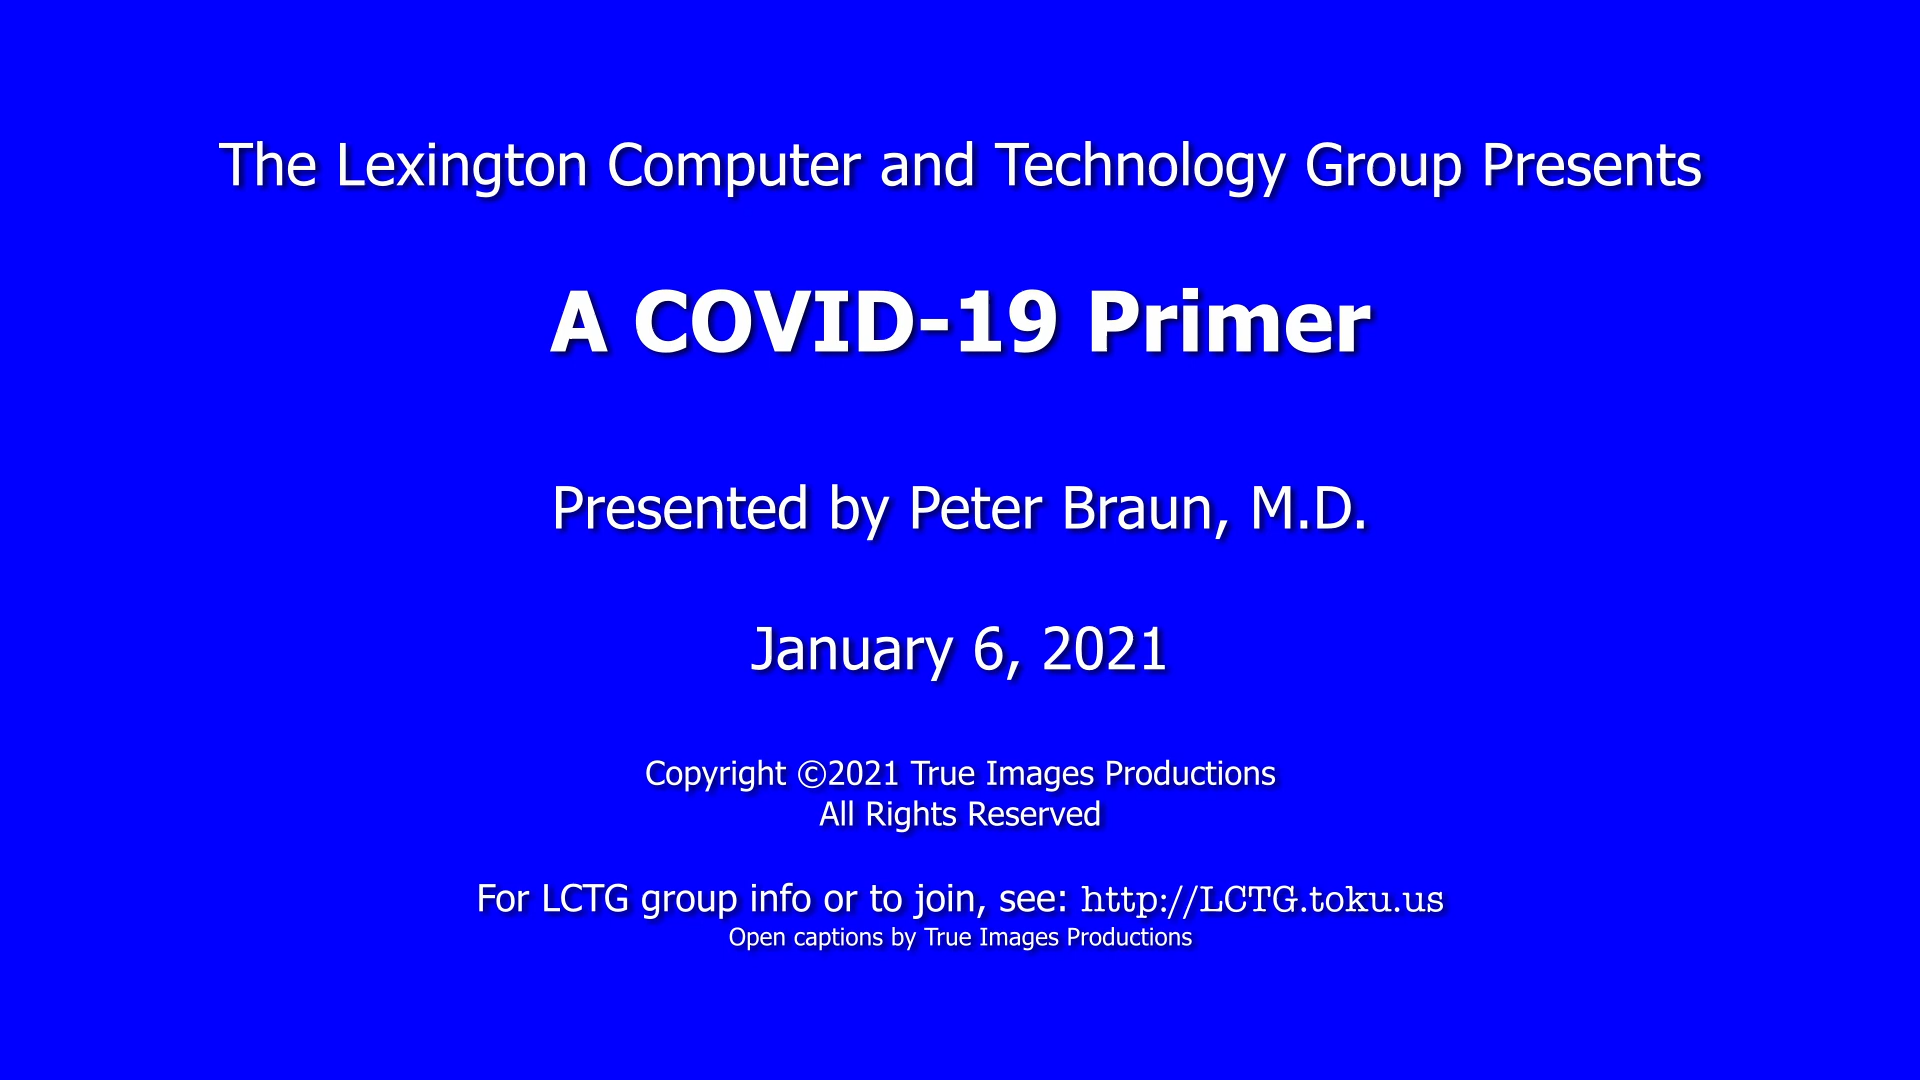 The Lexington Computer and Technology Group Presents
A COVID-19 Primer
Presented by Peter Braun, M.D.
January 6, 2021
Copyright ©2021 True Images Productions
All Rights Reserved
For LCTG group info or to join, see: http://LCTG.toku.us
Open captions by True Images Productions